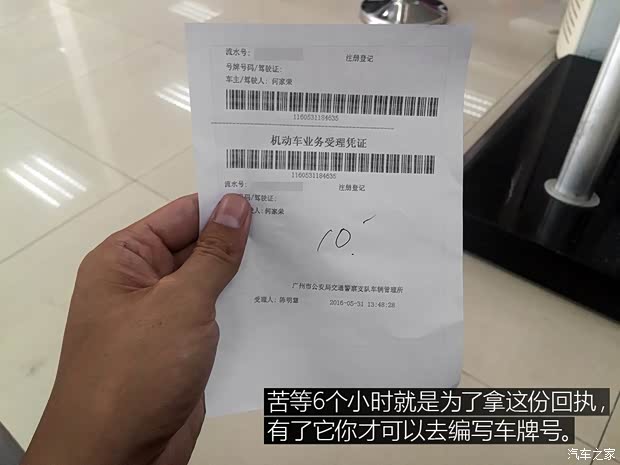 流水号: 注册登记
号牌号码/驾驶证:
车主/驾驶人: 何家荣
1160531184635
机动车业务受理凭证
1160531184635
流水号: 注册登记
号码/驾驶证:
驾驶人: 何家荣
10
广州市公安局交通警察支队车辆管理所
受理人: 陈明慧 2016-05-31 13:48:28
苦等6个小时就是为了拿这份回执，
有了它你才可以去编写车牌号。
汽车之家